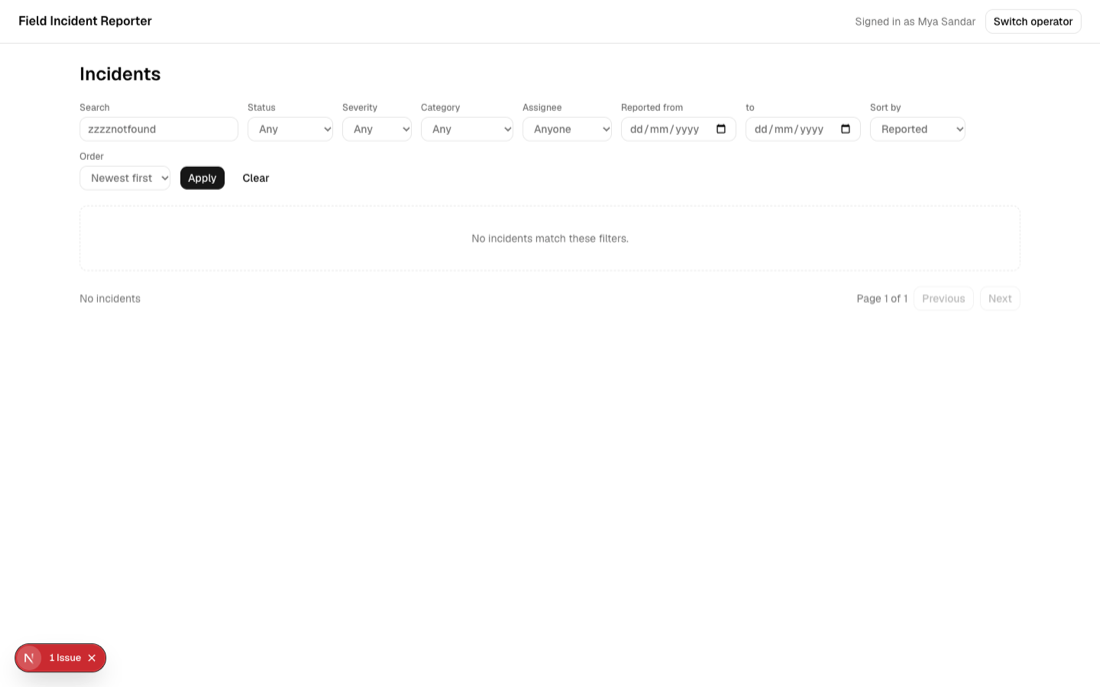 Field Incident Reporter
Signed in as Mya Sandar
Switch operator
Incidents
Search
Status
Severity
Category
Assignee
Reported from
to
Sort by
zzzznotfound
Any
Any
Any
Anyone
dd/mm/yyyy
dd/mm/yyyy
Reported
Order
Newest first
Apply
Clear
No incidents match these filters.
No incidents
Page 1 of 1
Previous
Next
N
1 Issue